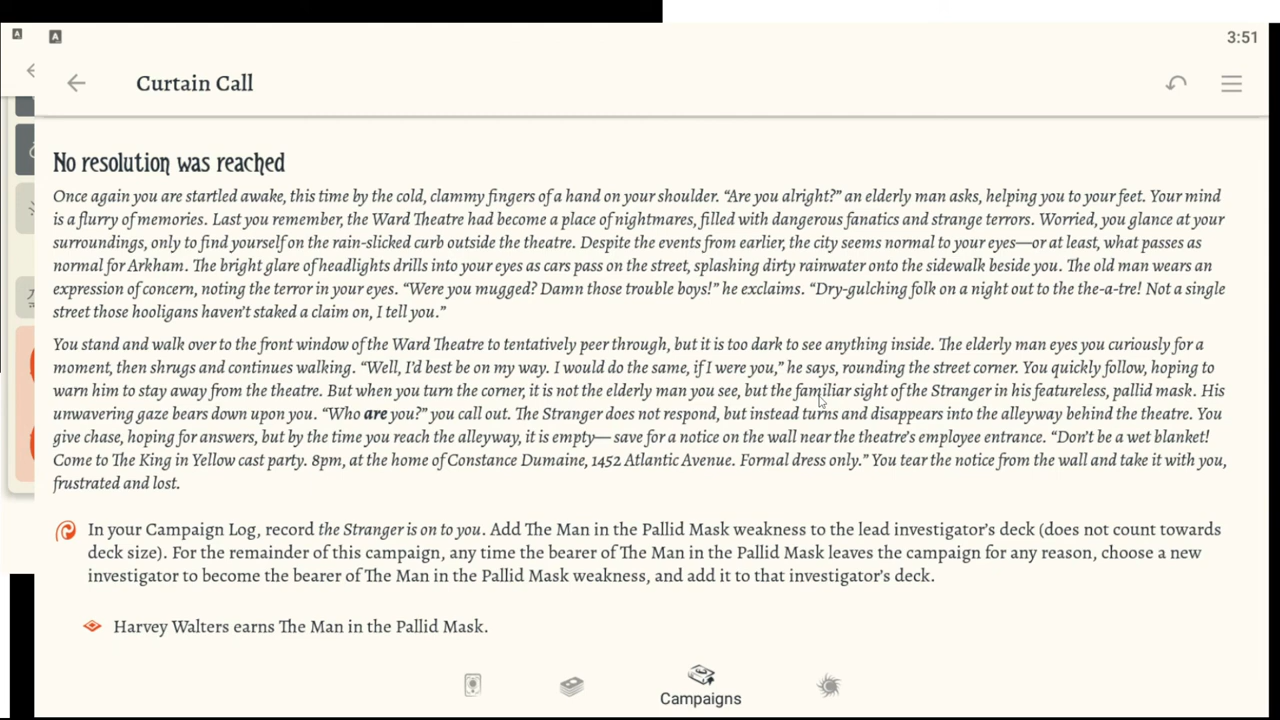 3:51
Curtain Call
No resolution was reached
Once again you are startled awake, this time by the cold, clammy fingers of a hand on your shoulder. “Are you alright?” an elderly man asks, helping you to your feet. Your mind
is a flurry of memories. Last you remember, the Ward Theatre had become a place of nightmares, filled with dangerous fanatics and strange terrors. Worried, you glance at your
surroundings, only to find yourself on the rain-slicked curb outside the theatre. Despite the events from earlier, the city seems normal to your eyes—or at least, what passes as
normal for Arkham. The bright glare of headlights drills into your eyes as cars pass on the street, splashing dirty rainwater onto the sidewalk beside you. The old man wears an
expression of concern, noting the terror in your eyes. “Were you mugged? Damn those trouble boys!” he exclaims. “Dry-gulching folk on a night out to the the-a-tre! Not a single
street those hooligans haven’t staked a claim on, I tell you.”
You stand and walk over to the front window of the Ward Theatre to tentatively peer through, but it is too dark to see anything inside. The elderly man eyes you curiously for a
moment, then shrugs and continues walking. “Well, I’d best be on my way. I would do the same, if I were you,” he says, rounding the street corner. You quickly follow, hoping to
warn him to stay away from the theatre. But when you turn the corner, it is not the elderly man you see, but the familiar sight of the Stranger in his featureless, pallid mask. His
unwavering gaze bears down upon you. “Who are you?” you call out. The Stranger does not respond, but instead turns and disappears into the alleyway behind the theatre. You
give chase, hoping for answers, but by the time you reach the alleyway, it is empty— save for a notice on the wall near the theatre’s employee entrance. “Don’t be a wet blanket!
Come to The King in Yellow cast party. 8pm, at the home of Constance Dumaine, 1452 Atlantic Avenue. Formal dress only.” You tear the notice from the wall and take it with you,
frustrated and lost.
In your Campaign Log, record the Stranger is on to you. Add The Man in the Pallid Mask weakness to the lead investigator’s deck (does not count towards
deck size). For the remainder of this campaign, any time the bearer of The Man in the Pallid Mask leaves the campaign for any reason, choose a new
investigator to become the bearer of The Man in the Pallid Mask weakness, and add it to that investigator’s deck.
Harvey Walters earns The Man in the Pallid Mask.
Campaigns